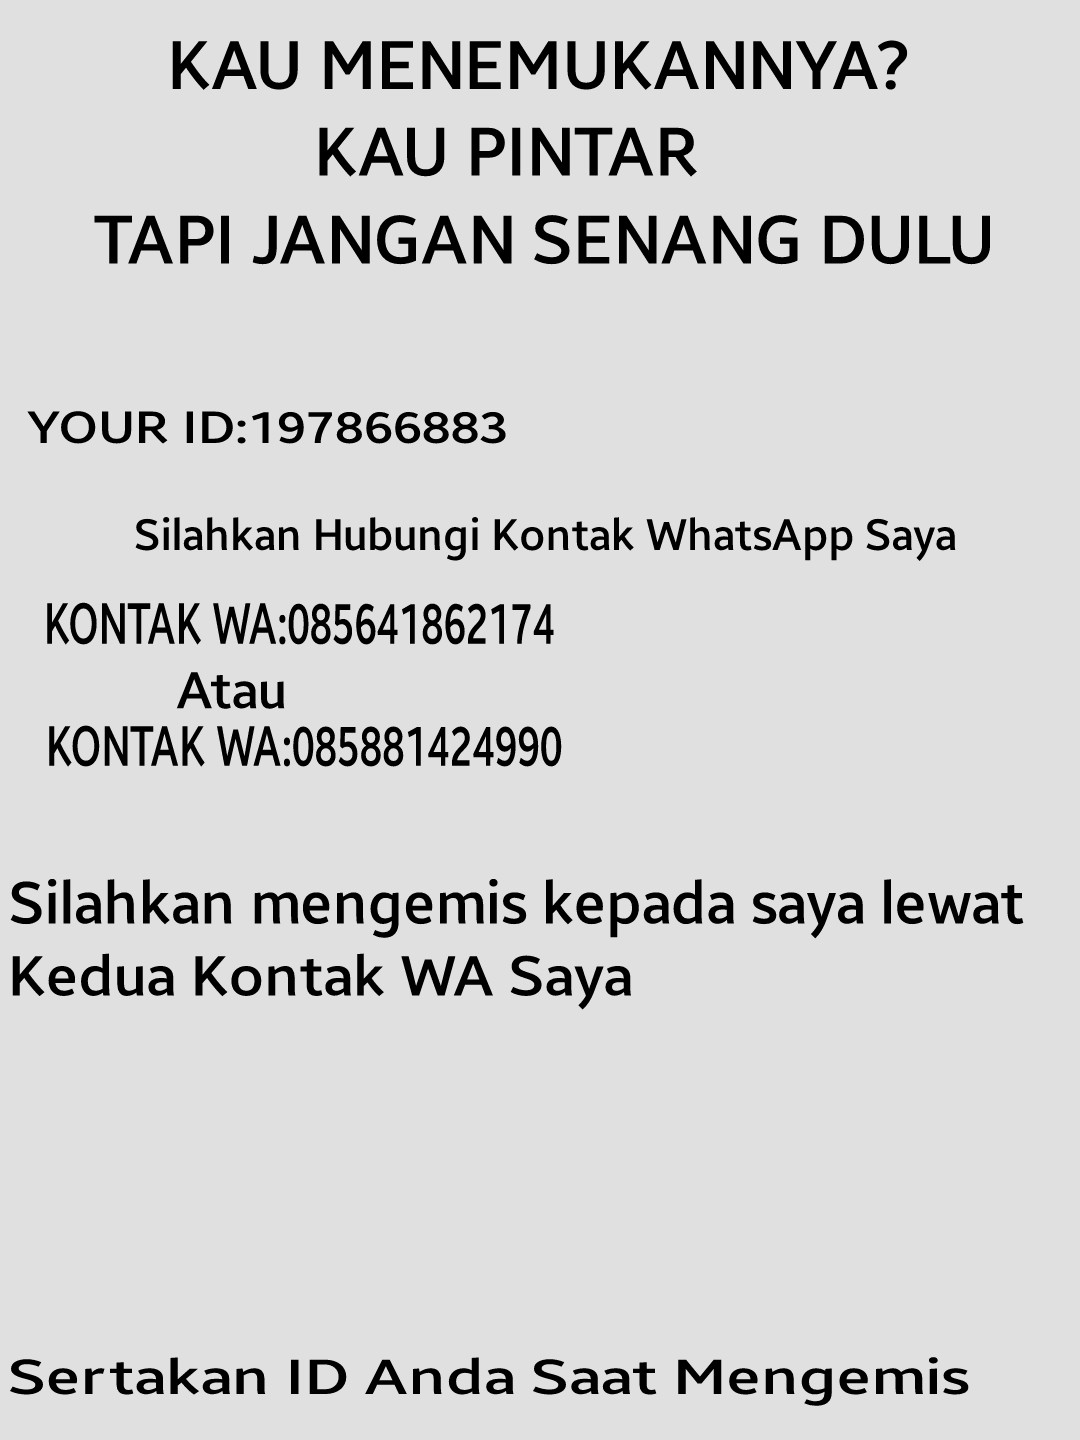 KAU MENEMUKANNYA?
KAU PINTAR
TAPI JANGAN SENANG DULU
YOUR ID:197866883
Silahkan Hubungi Kontak WhatsApp Saya
KONTAK WA:085641862174
Atau
KONTAK WA:085881424990
Silahkan mengemis kepada saya lewat
Kedua Kontak WA Saya
Sertakan ID Anda Saat Mengemis